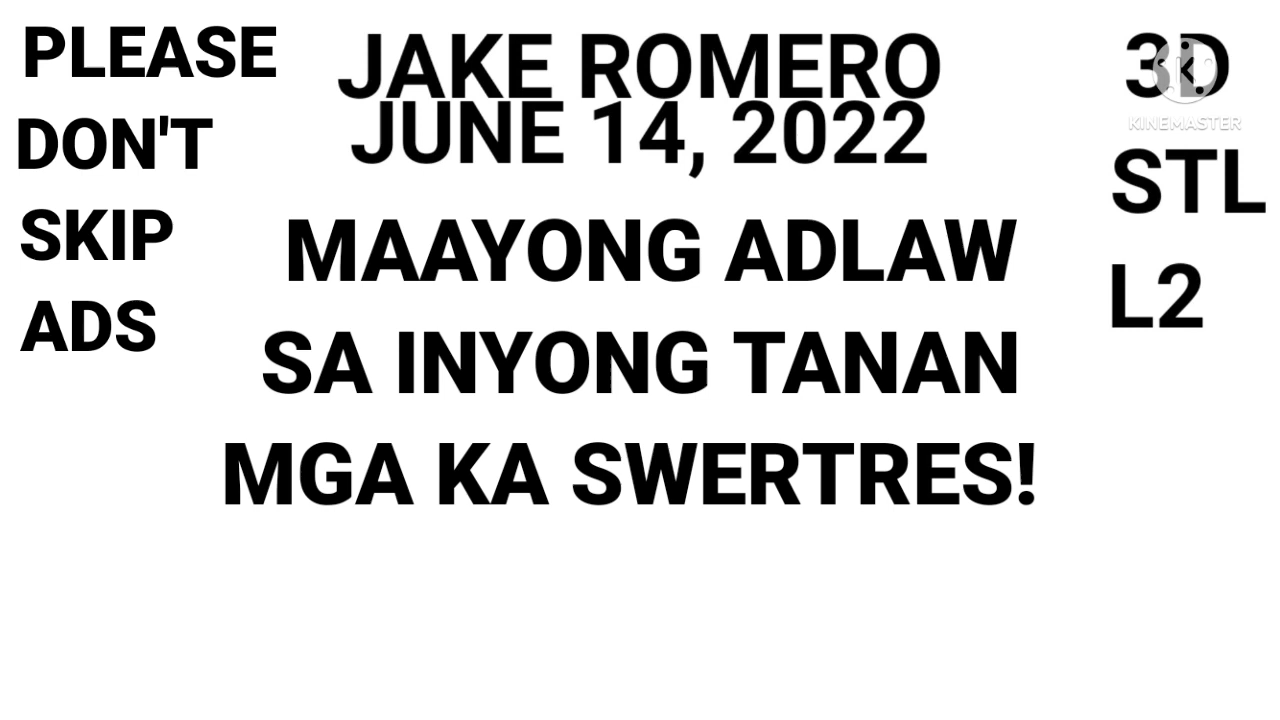 PLEASE
DON'T
SKIP
ADS
JAKE ROMERO
JUNE 14, 2022
MAAYONG ADLAW
SA INYONG TANAN
MGA KA SWERTRES!
3D
STL
L2
KINEMASTER